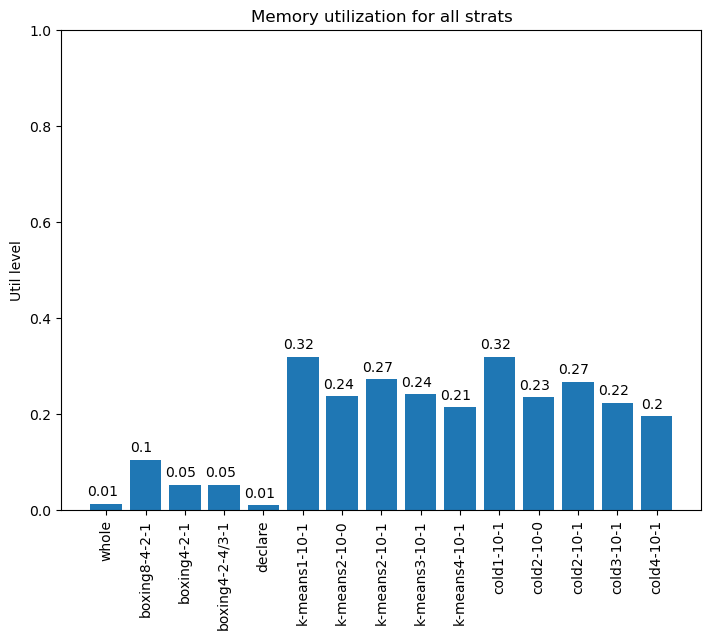 Memory utilization for all strats
1.0
0.8
0.6
0.4
0.2
0.0
Util level
0.01
0.1
0.05
0.05
0.01
0.32
0.24
0.27
0.24
0.21
0.32
0.23
0.27
0.22
0.2
whole
boxing8-4-2-1
boxing4-2-1
boxing4-2-4/3-1
declare
k-means1-10-1
k-means2-10-0
k-means2-10-1
k-means3-10-1
k-means4-10-1
cold1-10-1
cold2-10-0
cold2-10-1
cold3-10-1
cold4-10-1